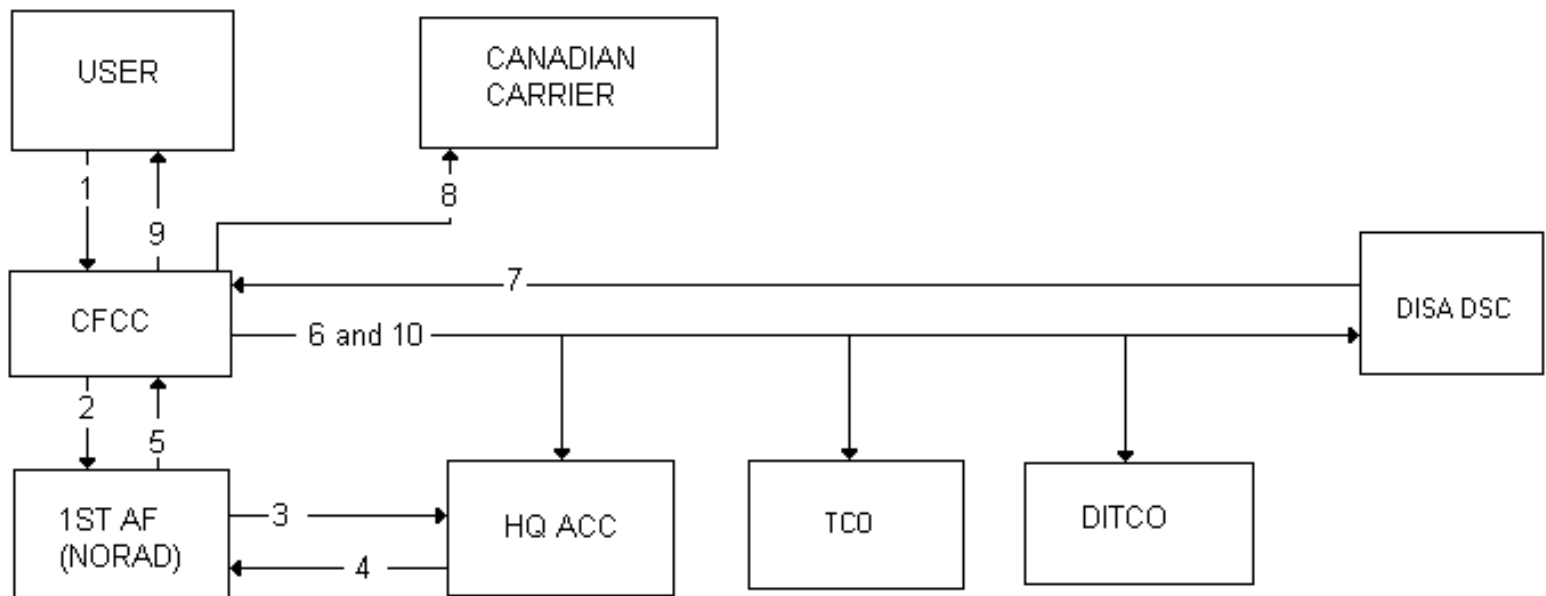 USER
CANADIAN
CARRIER
1
9
8
7
CFCC
6 and 10
DISA DSC
2
5
1ST AF
(NORAD)
3
4
HQ ACC
TCO
DITCO